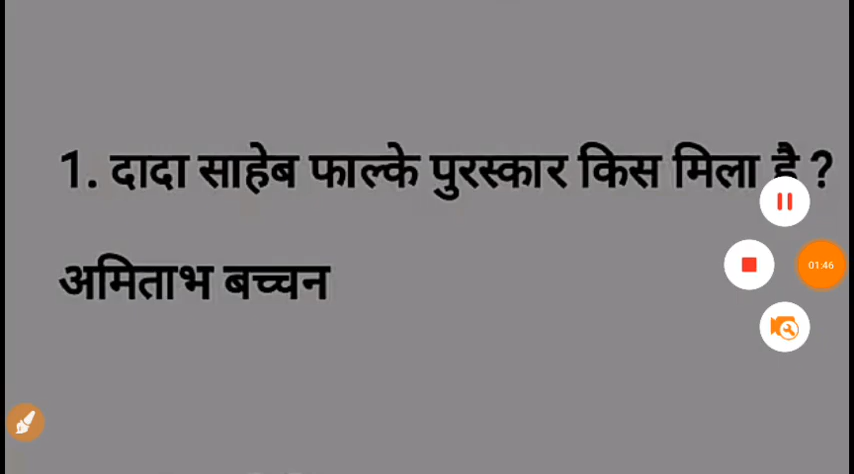 1. दादा साहेब फाल्के पुरस्कार किस मिला है ?
अमिताभ बच्चन
01:46